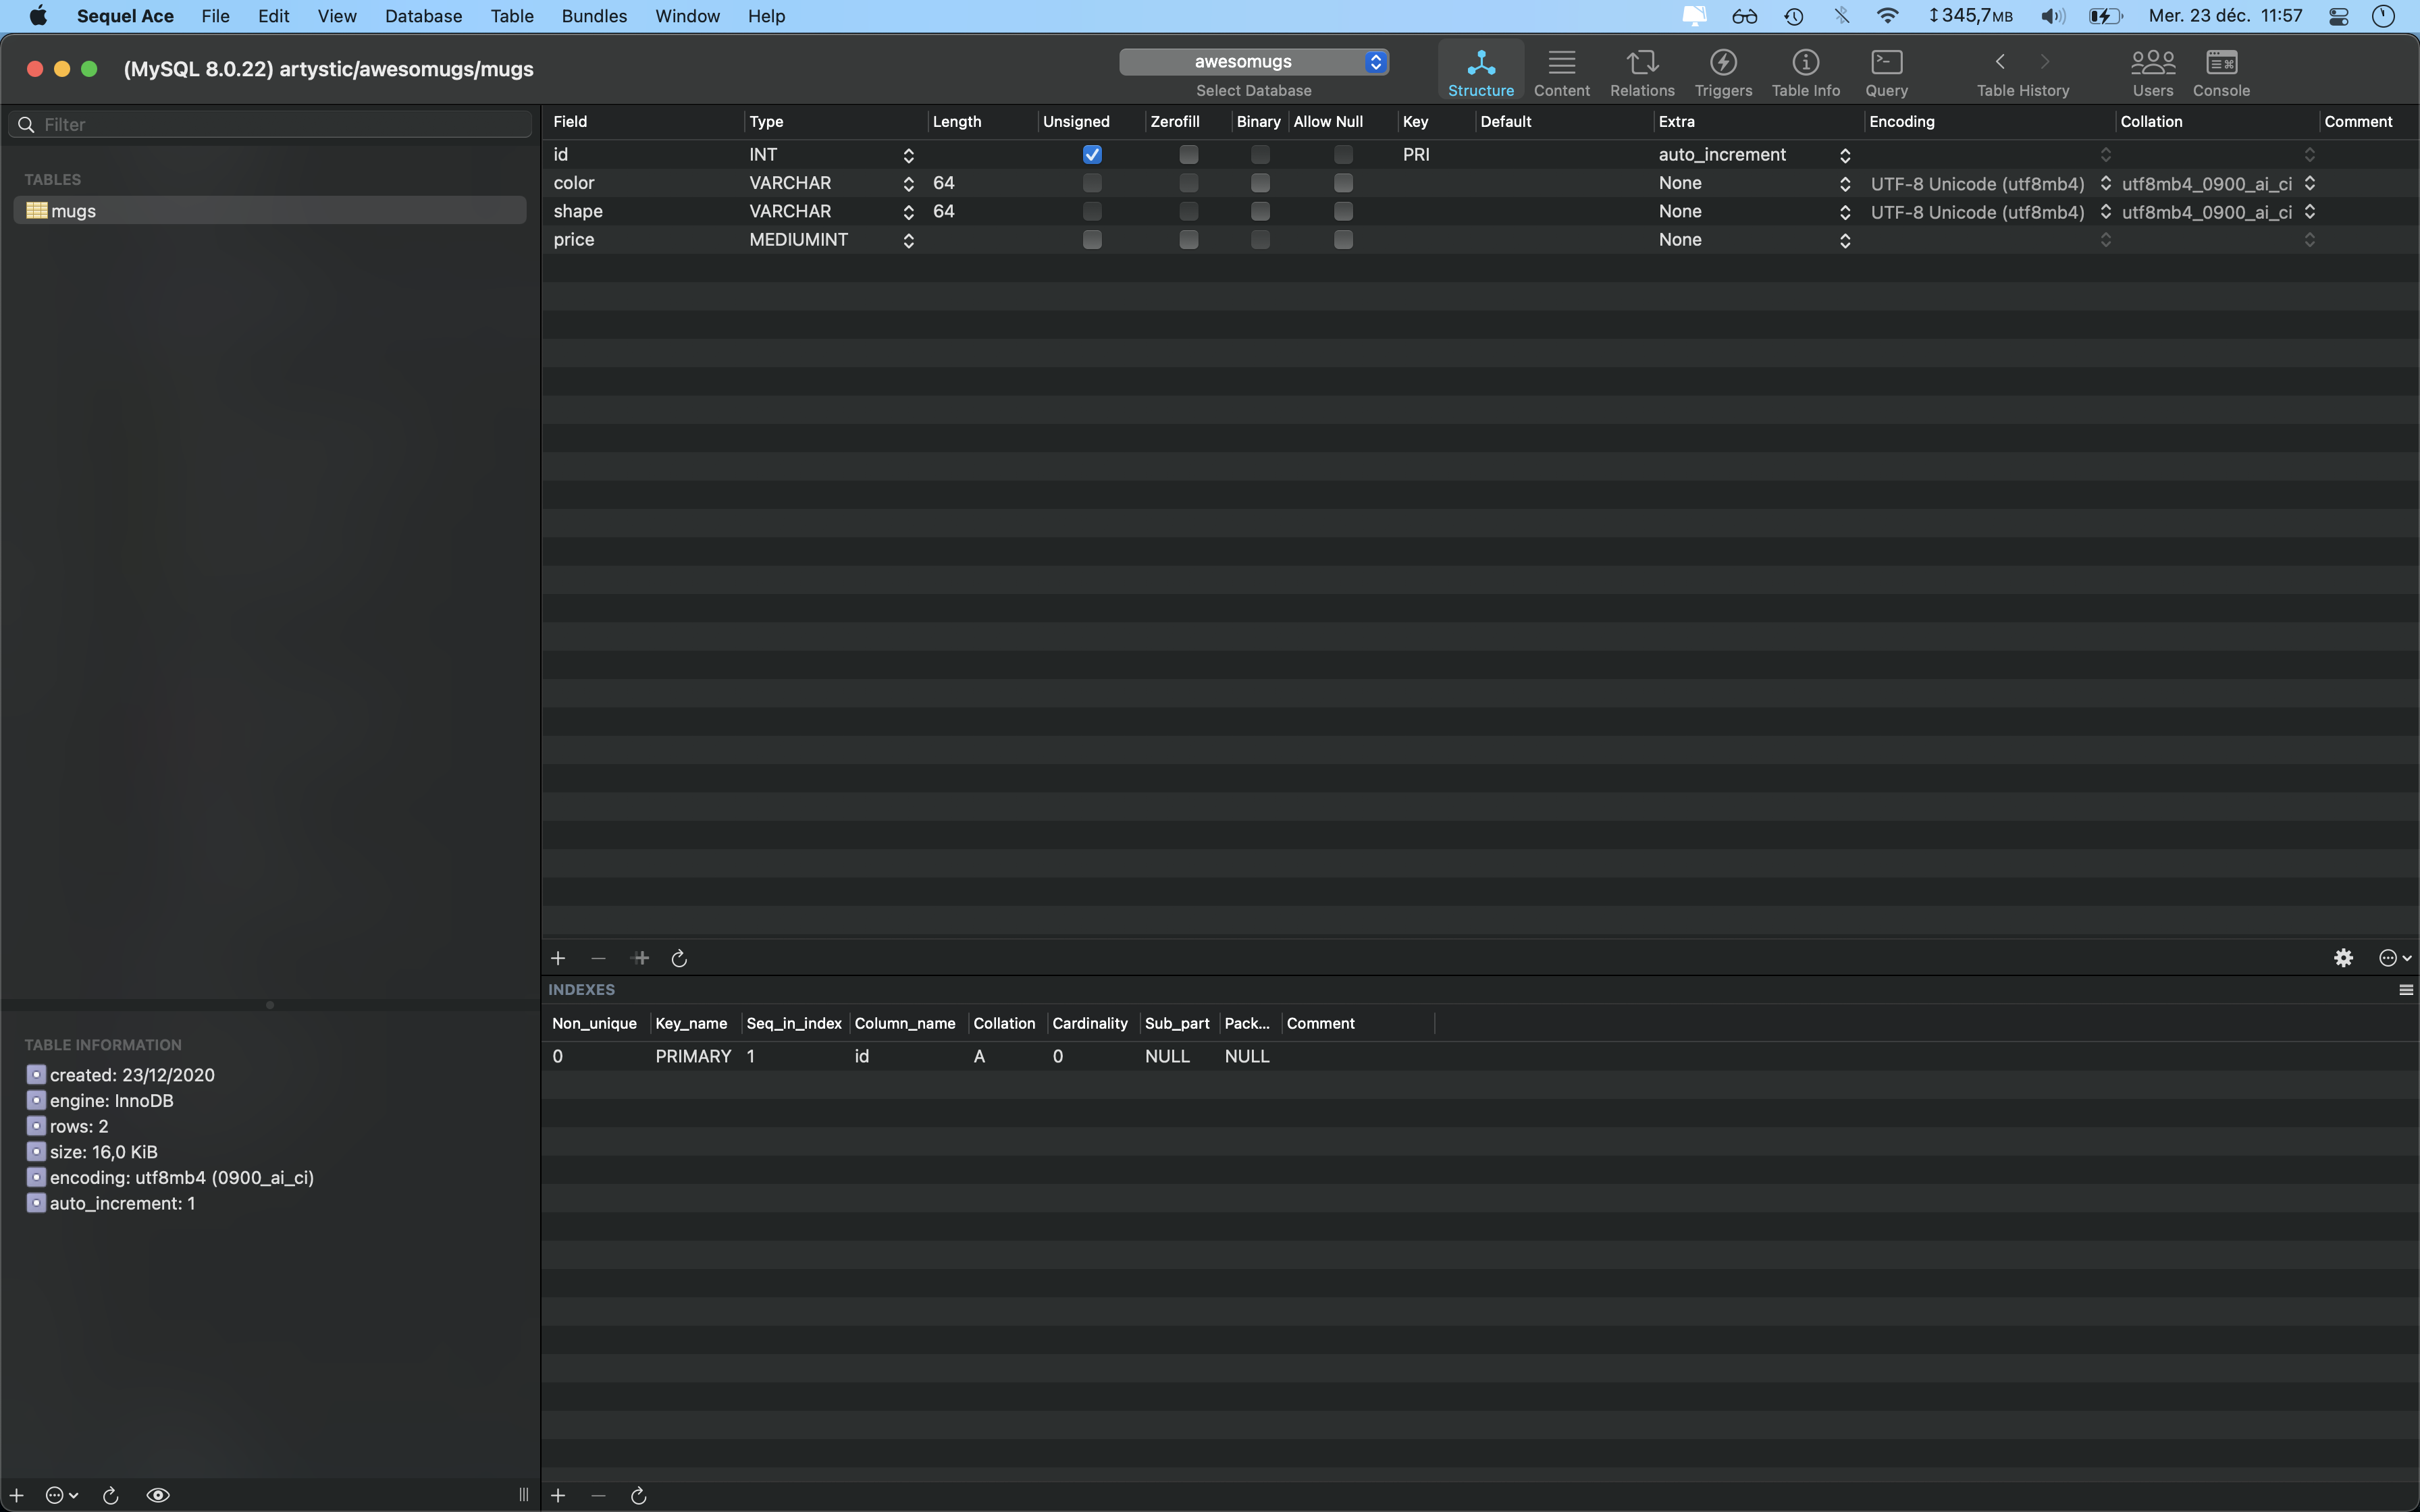 Sequel Ace File Edit View Database Table Bundles Window Help 345,7MB Mer. 23 déc. 11:57
(MySQL 8.0.22) artystic/awesomugs/mugs
awesomugs
Select Database Structure Content Relations Triggers Table Info Query Table History Users Console
Filter
TABLES
mugs
Field Type Length Unsigned Zerofill Binary Allow Null Key Default Extra Encoding Collation Comment
id INT PRI auto_increment
color VARCHAR 64 None UTF-8 Unicode (utf8mb4) utf8mb4_0900_ai_ci
shape VARCHAR 64 None UTF-8 Unicode (utf8mb4) utf8mb4_0900_ai_ci
price MEDIUMINT None
INDEXES
Non_unique Key_name Seq_in_index Column_name Collation Cardinality Sub_part Pack... Comment
0 PRIMARY 1 id A 0 NULL NULL
TABLE INFORMATION
created: 23/12/2020
engine: InnoDB
rows: 2
size: 16,0 KiB
encoding: utf8mb4 (0900_ai_ci)
auto_increment: 1